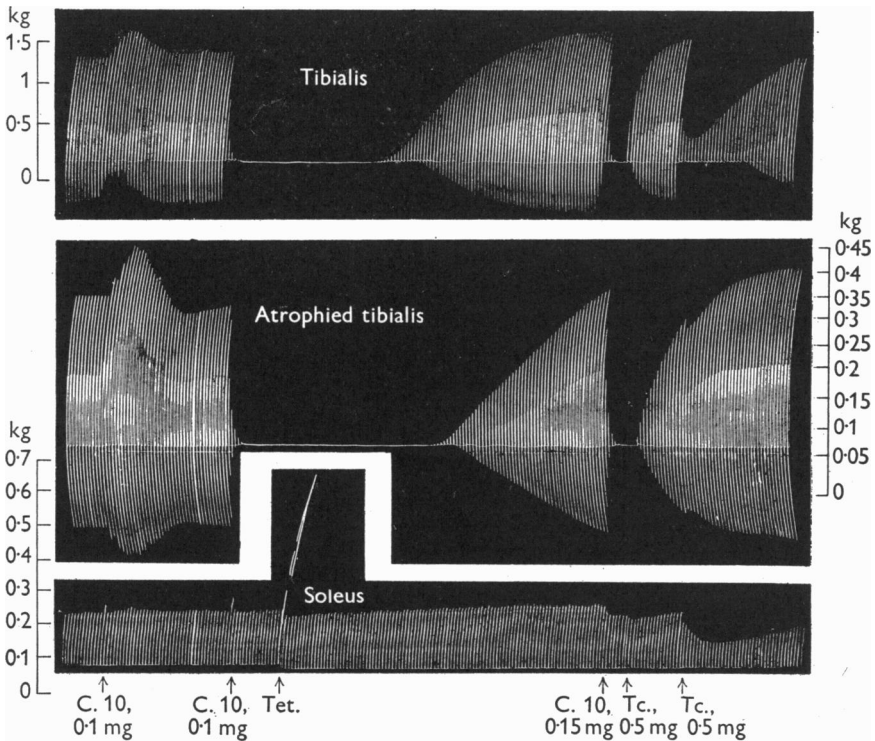 kg
1·5
1
0·5
0
Tibialis
kg
0·45
0·4
0·35
0·3
0·25
0·2
0·15
0·1
0·05
0
Atrophied tibialis
kg
0·7
0·6
0·5
0·4
0·3
0·2
0·1
0
Soleus
C. 10,
0·1 mg
C. 10,
0·1 mg
Tet.
C. 10,
0·15 mg
Tc.,
0·5 mg
Tc.,
0·5 mg